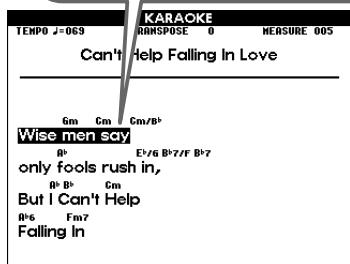 KARAOKE
TEMPO ♩=069 RANSPOSE 0 MEASURE 005
Can't Help Falling In Love
Gm Cm Cm/B♭
Wise men say
A♭ E♭/G B♭7/F B♭7
only fools rush in,
A♭ B♭ Cm
But I Can't Help
A♭6 Fm7
Falling In